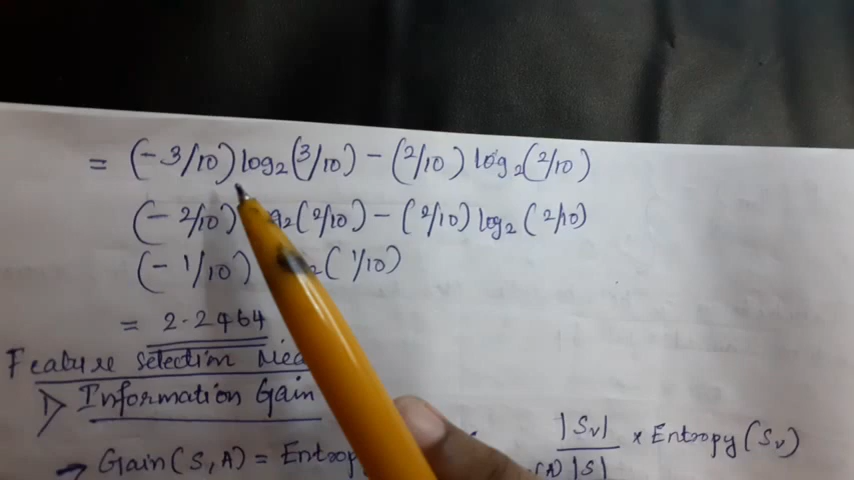 = (- 3/10) log₂ (3/10) - (2/10) log₂ (2/10)
(- 2/10) (2/10) - (2/10) log₂ (2/10)
(- 1/10) (1/10)
= 2.2464
Feature selection
1> Information Gain
→ Gain(S,A) = |Sv| / |S| × Entropy (Sv)